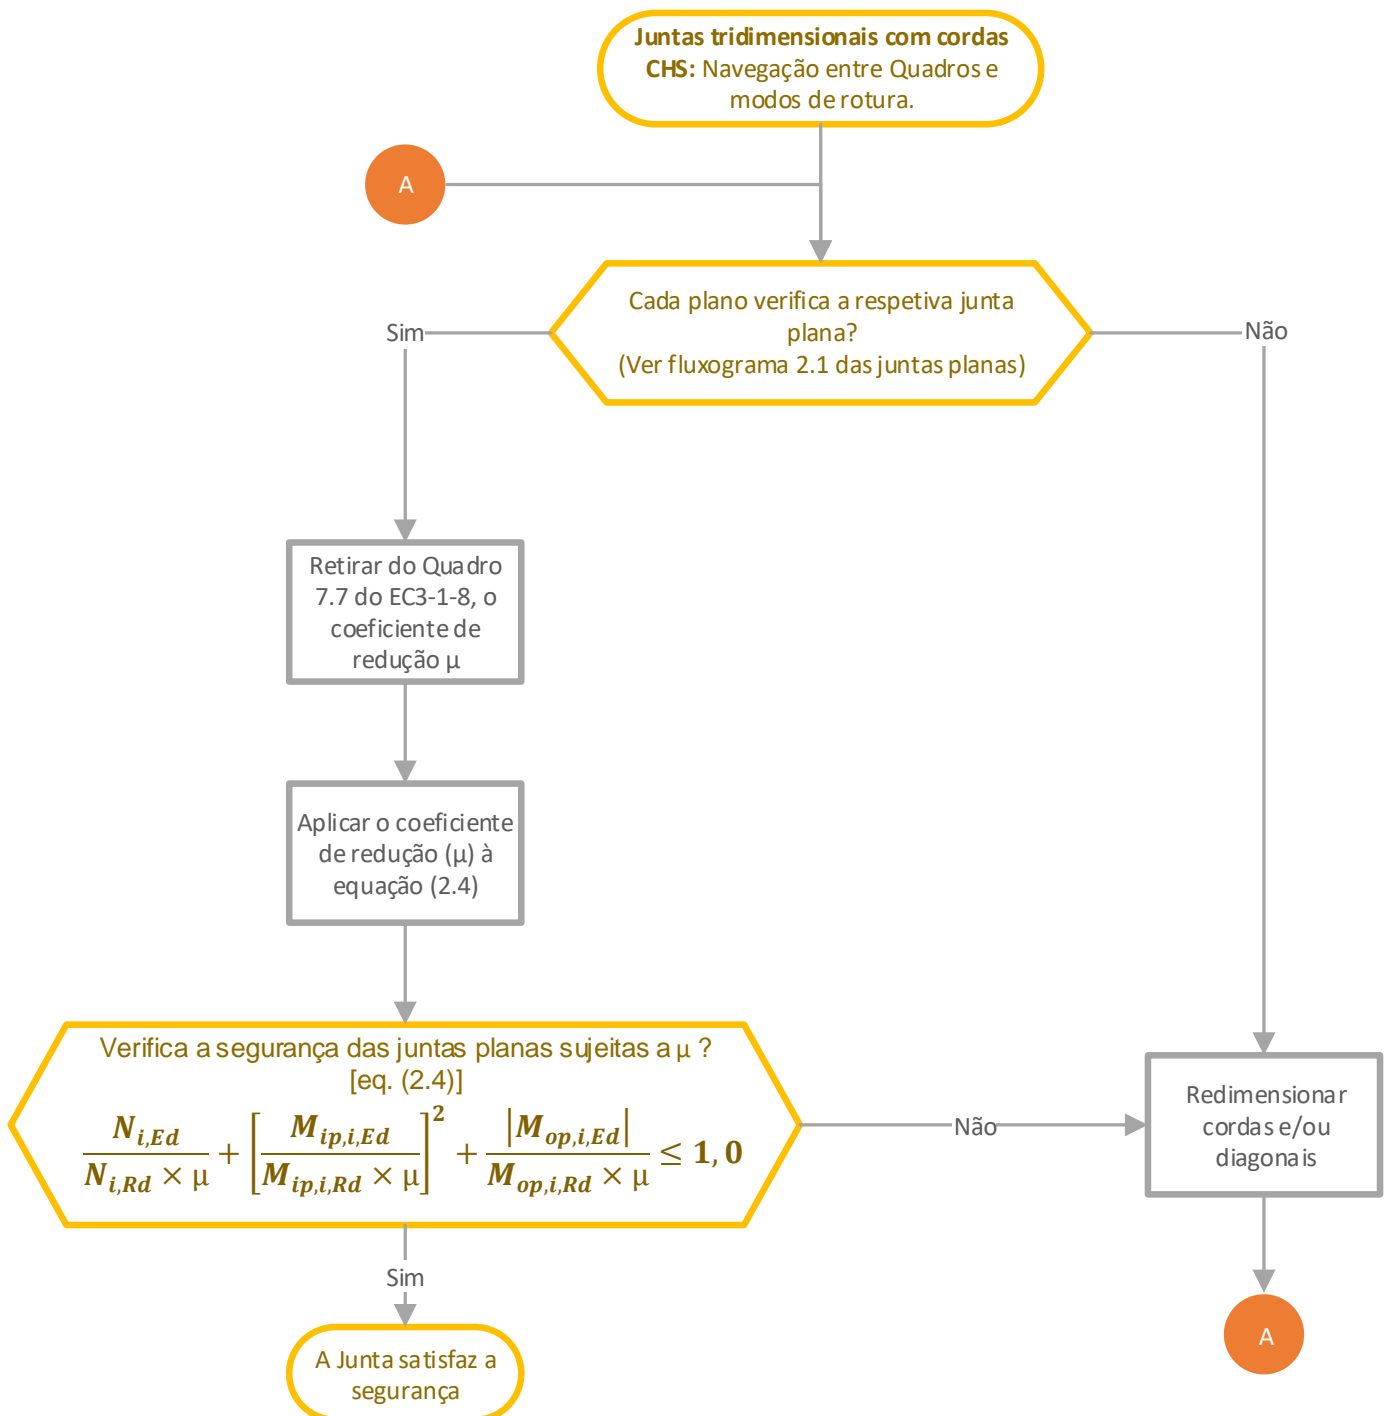 Juntas tridimensionais com cordas
CHS: Navegação entre Quadros e
modos de rotura.
A
Cada plano verifica a respetiva junta
plana?
(Ver fluxograma 2.1 das juntas planas)
Sim
Não
Retirar do Quadro
7.7 do EC3-1-8, o
coeficiente de
redução μ
Aplicar o coeficiente
de redução (μ) à
equação (2.4)
Verifica a segurança das juntas planas sujeitas a μ ?
[eq. (2.4)]
N_{i,Ed} / (N_{i,Rd} × μ) + [M_{ip,i,Ed} / (M_{ip,i,Rd} × μ)]^2 + |M_{op,i,Ed}| / (M_{op,i,Rd} × μ) ≤ 1,0
Não
Redimensionar
cordas e/ou
diagonais
Sim
A
A Junta satisfaz a
segurança